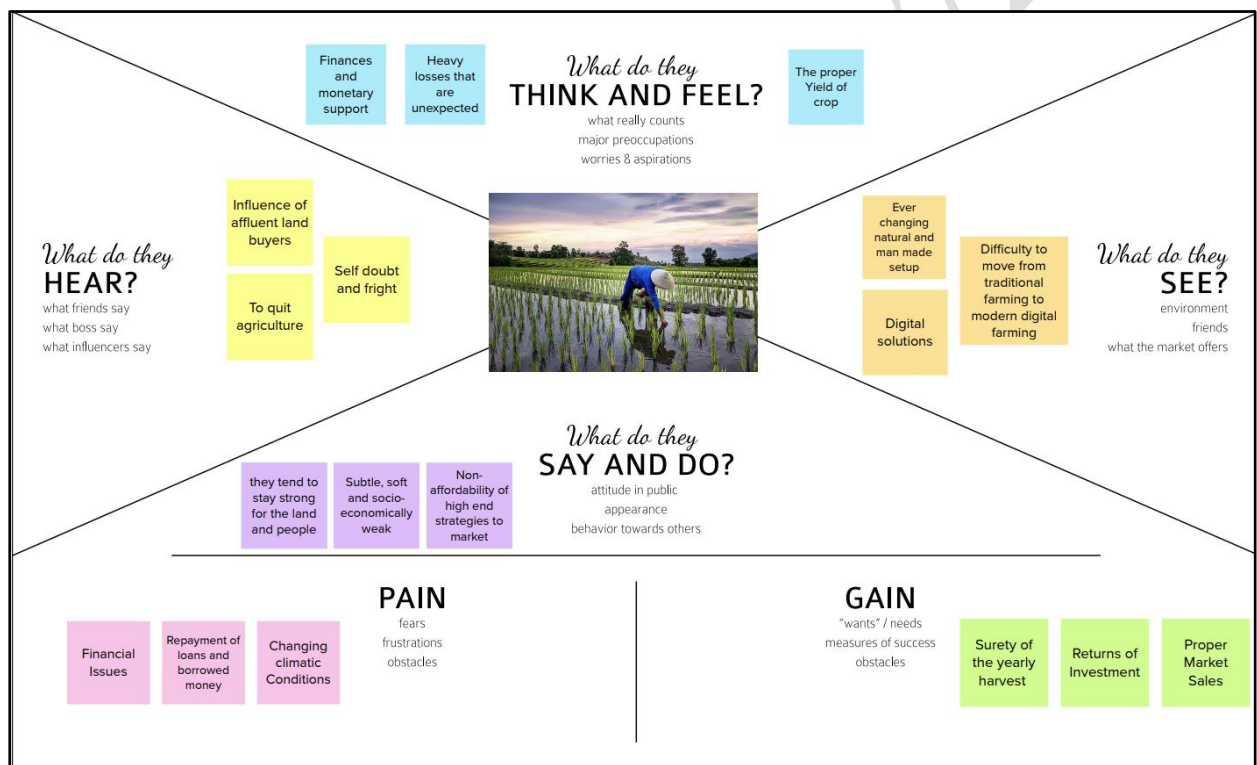 Finances
and
monetary
support
Heavy
losses that
are
unexpected
What do they
THINK AND FEEL?
what really counts
major preoccupations
worries & aspirations
The proper
Yield of
crop
What do they
HEAR?
what friends say
what boss say
what influencers say
Influence of
affluent land
buyers
To quit
agriculture
Self doubt
and fright
Ever
changing
natural and
man made
setup
Digital
solutions
Difficulty to
move from
traditional
farming to
modern digital
farming
What do they
SEE?
environment
friends
what the market offers
What do they
SAY AND DO?
attitude in public
appearance
behavior towards others
they tend to
stay strong
for the land
and people
Subtle, soft
and socio-
economically
weak
Non-
affordability of
high end
strategies to
market
PAIN
fears
frustrations
obstacles
Financial
Issues
Repayment of
loans and
borrowed
money
Changing
climatic
Conditions
GAIN
"wants" / needs
measures of success
obstacles
Surety of
the yearly
harvest
Returns of
Investment
Proper
Market
Sales